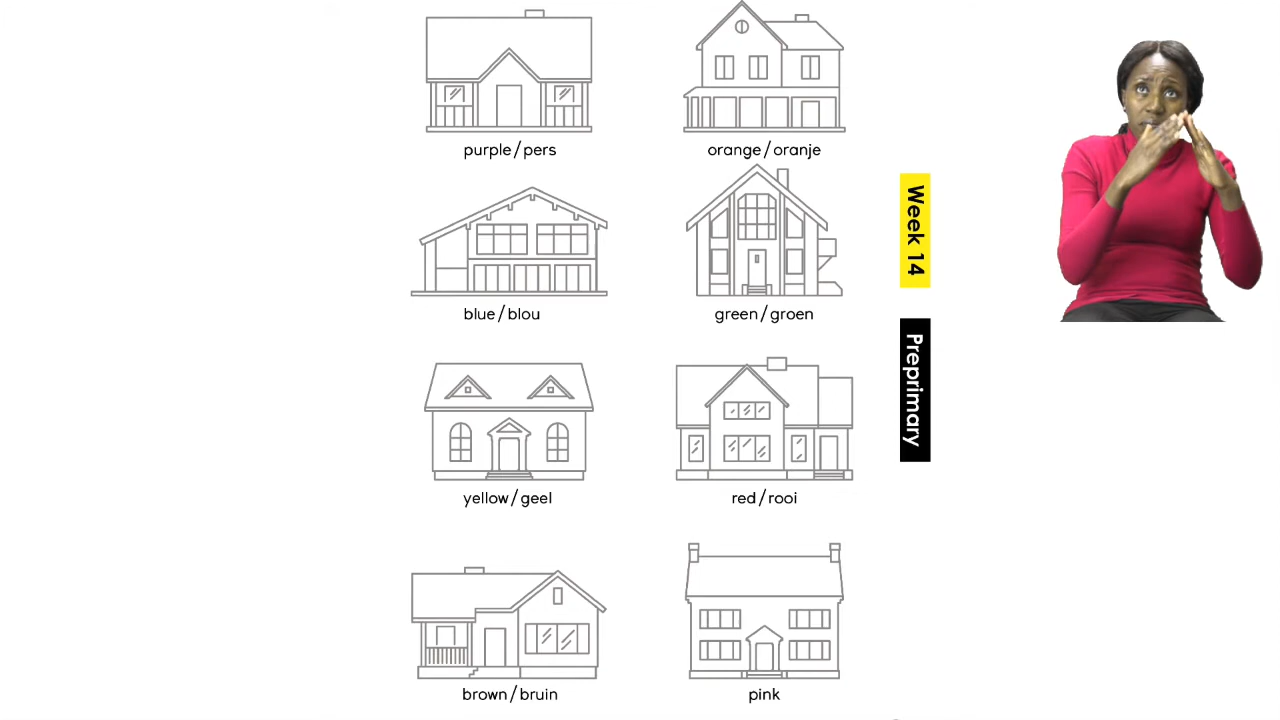 purple / pers
orange / oranje
blue / blou
green / groen
yellow / geel
red / rooi
brown / bruin
pink
Week 14
Preprimary